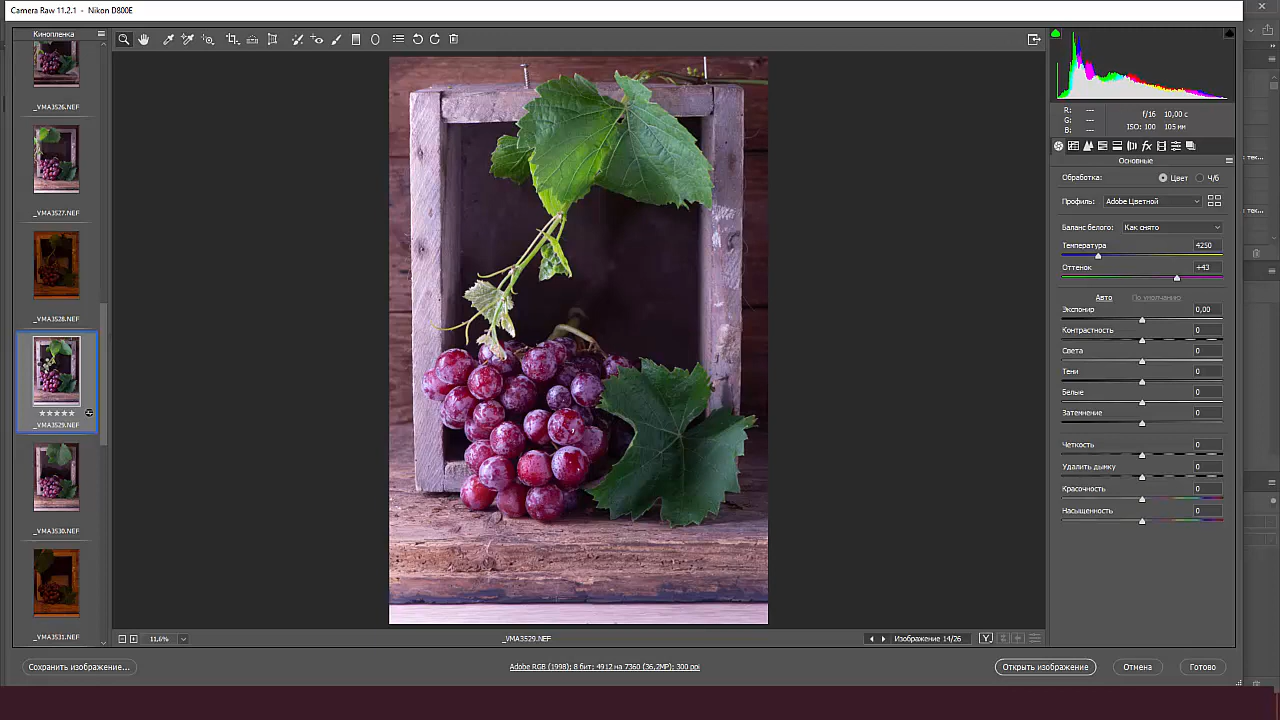 Camera Raw 11.2.1 - Nikon D800E
Кинопленка
_VMA3526.NEF
_VMA3527.NEF
_VMA3528.NEF
_VMA3529.NEF
_VMA3530.NEF
_VMA3531.NEF
R: ---
G: ---
B: ---
f/16 10,00 с
ISO: 100 105 мм
Основные
Обработка: Цвет Ч/б
Профиль: Adobe Цветной
Баланс белого: Как снято
Температура 4250
Оттенок +43
Авто По умолчанию
Экспонир 0,00
Контрастность 0
Света 0
Тени 0
Белые 0
Затемнение 0
Четкость 0
Удалить дымку 0
Красочность 0
Насыщенность 0
11,6%
_VMA3529.NEF
Изображение 14/26
Сохранить изображение...
Adobe RGB (1998); 8 бит; 4912 на 7360 (36,2MP); 300 ppi
Открыть изображение
Отмена
Готово